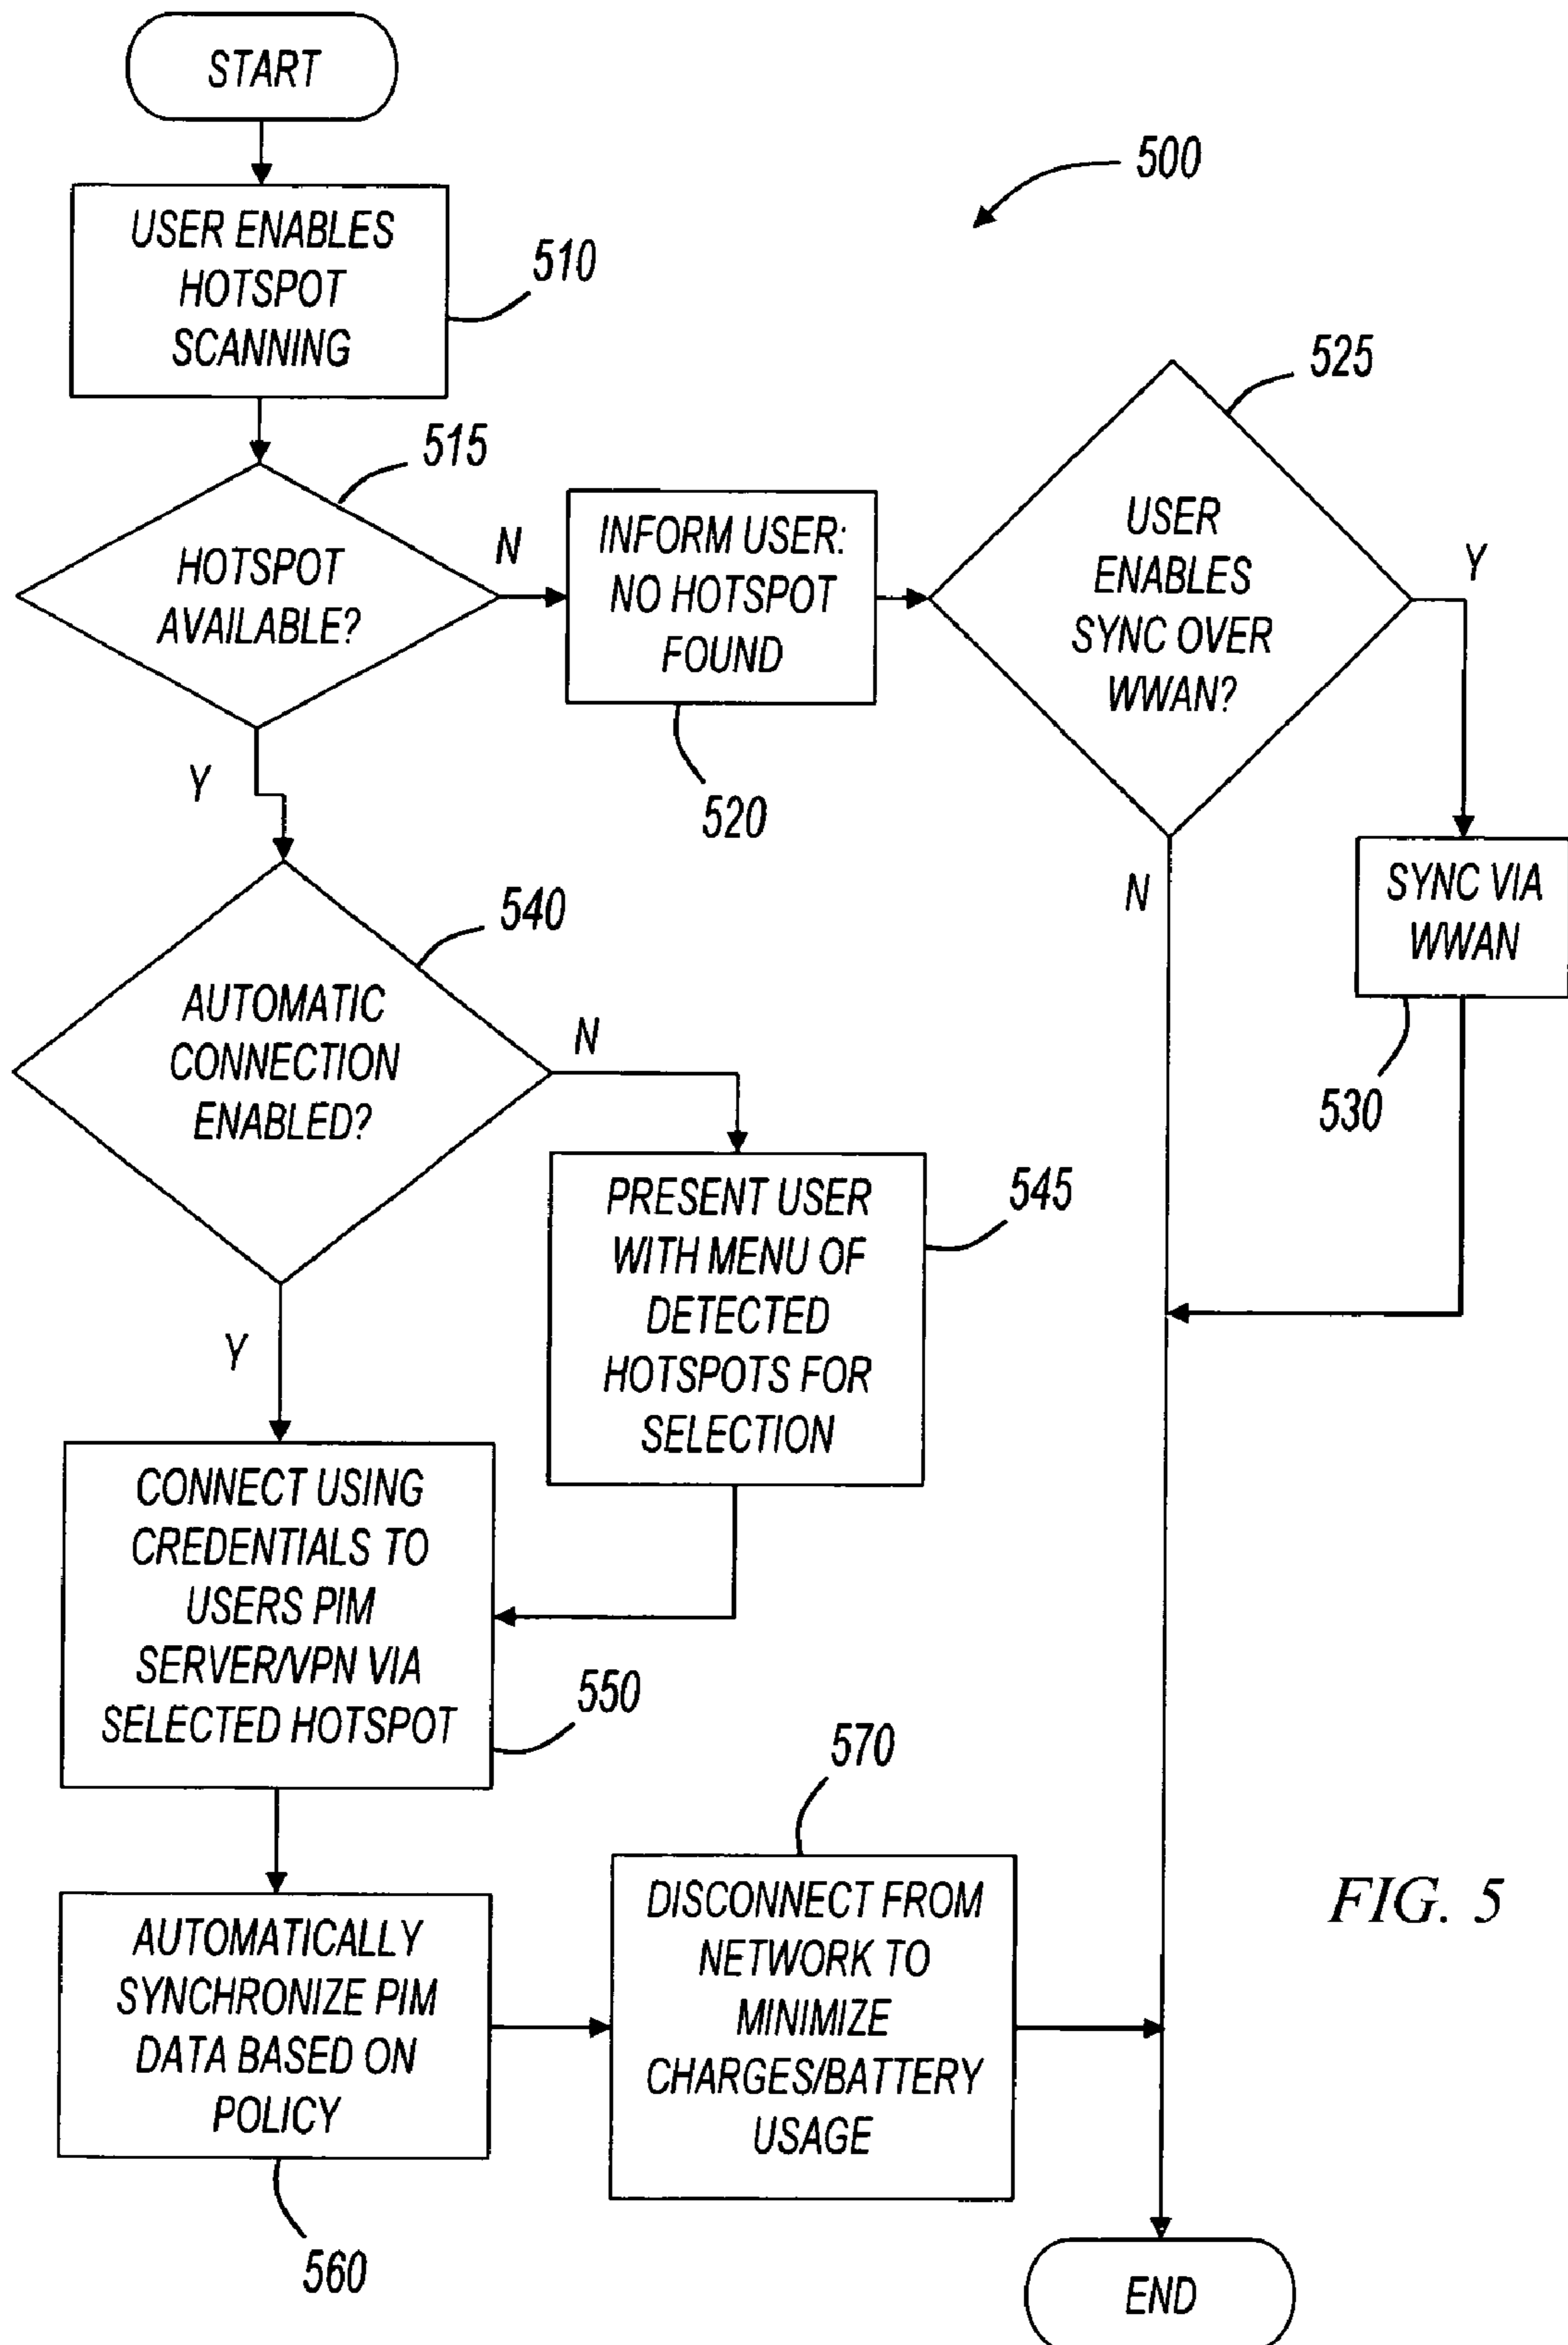 START
500
USER ENABLES
HOTSPOT
SCANNING
510
515
HOTSPOT
AVAILABLE?
N
Y
INFORM USER:
NO HOTSPOT
FOUND
520
525
USER
ENABLES
SYNC OVER
WWAN?
Y
N
SYNC VIA
WWAN
530
540
AUTOMATIC
CONNECTION
ENABLED?
N
Y
PRESENT USER
WITH MENU OF
DETECTED
HOTSPOTS FOR
SELECTION
545
CONNECT USING
CREDENTIALS TO
USERS PIM
SERVER/VPN VIA
SELECTED HOTSPOT
550
AUTOMATICALLY
SYNCHRONIZE PIM
DATA BASED ON
POLICY
560
570
DISCONNECT FROM
NETWORK TO
MINIMIZE
CHARGES/BATTERY
USAGE
FIG. 5
END